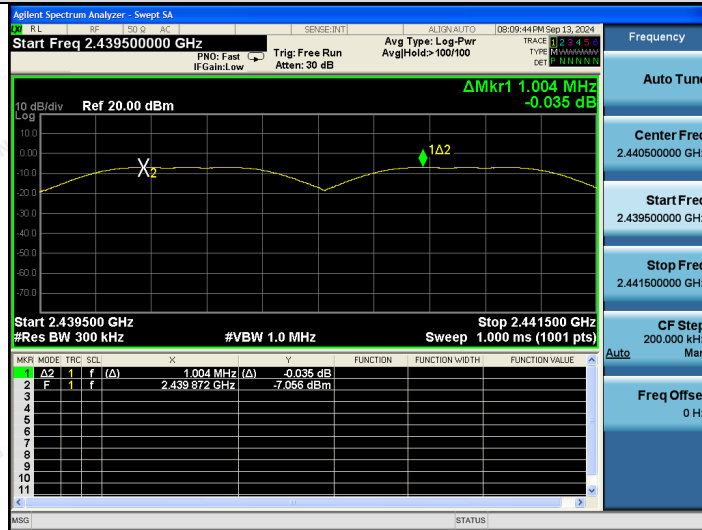 Agilent Spectrum Analyzer - Swept SA
LXI RL RF 50 Ω AC SENSE:INT ALIGN AUTO 08:09:44 PM Sep 13, 2024
Start Freq 2.439500000 GHz
PNO: Fast
IFGain:Low
Trig: Free Run
Atten: 30 dB
Avg Type: Log-Pwr
Avg|Hold:>100/100
TRACE 1 2 3 4 5 6
TYPE M
DET P N N N N N
ΔMkr1 1.004 MHz
-0.035 dB
10 dB/div Ref 20.00 dBm
Log
10.0
0.00
-10.0
-20.0
-30.0
-40.0
-50.0
-60.0
-70.0
1Δ2
2
Start 2.439500 GHz Stop 2.441500 GHz
#Res BW 300 kHz #VBW 1.0 MHz Sweep 1.000 ms (1001 pts)
MKR MODE TRC SCL X Y FUNCTION FUNCTION WIDTH FUNCTION VALUE
1 Δ2 1 f (Δ) 1.004 MHz (Δ) -0.035 dB
2 F 1 f 2.439 872 GHz -7.056 dBm
3
4
5
6
7
8
9
10
11
MSG STATUS
Frequency
Auto Tune
Center Freq
2.440500000 GHz
Start Freq
2.439500000 GHz
Stop Freq
2.441500000 GHz
CF Step
200.000 kHz
Auto Man
Freq Offset
0 Hz